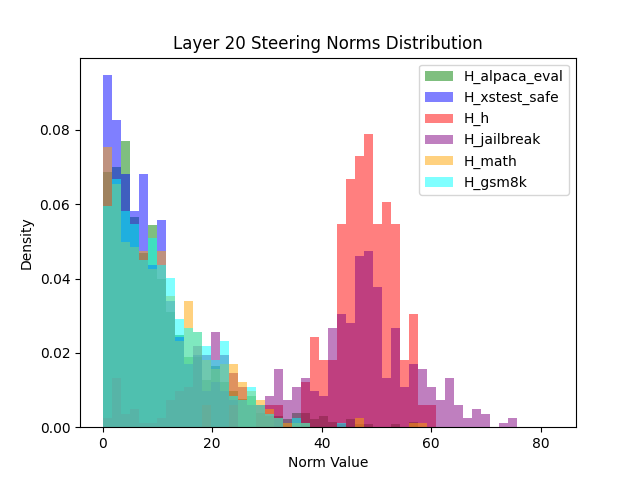 Layer 20 Steering Norms Distribution
H_alpaca_eval
H_xstest_safe
H_h
H_jailbreak
H_math
H_gsm8k
Density
0.08
0.06
0.04
0.02
0.00
0 20 40 60 80
Norm Value